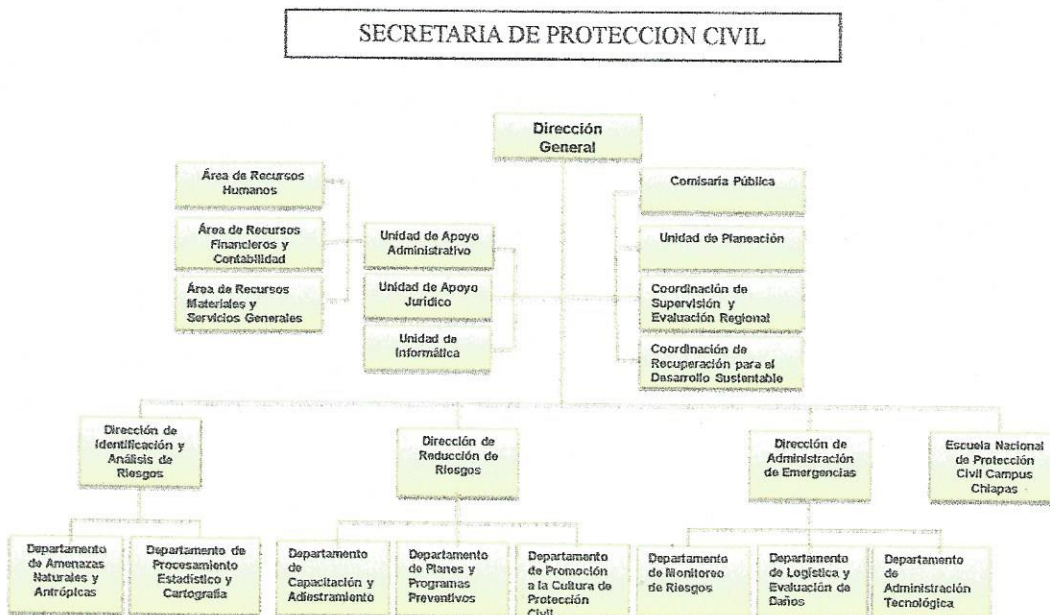 SECRETARIA DE PROTECCION CIVIL
Dirección
General
Área de Recursos
Humanos
Área de Recursos
Financieros y
Contabilidad
Área de Recursos
Materiales y
Servicios Generales
Unidad de Apoyo
Administrativo
Unidad de Apoyo
Jurídico
Unidad de
Informática
Comisaría Pública
Unidad de Planeación
Coordinación de
Supervisión y
Evaluación Regional
Coordinación de
Recuperación para el
Desarrollo Sustentable
Dirección de
Identificación y
Análisis de
Riesgos
Dirección de
Reducción de
Riesgos
Dirección de
Administración
de Emergencias
Escuela Nacional
de Protección
Civil Campus
Chiapas
Departamento
de Amenazas
Naturales y
Antrópicas
Departamento de
Procesamiento
Estadístico y
Cartografía
Departamento
de
Capacitación y
Adiestramiento
Departamento
de Planes y
Programas
Preventivos
Departamento
de Promoción
a la Cultura de
Protección
Civil
Departamento
de Monitoreo
de Riesgos
Departamento
de Logística y
Evaluación de
Daños
Departamento
de
Administración
Tecnológica